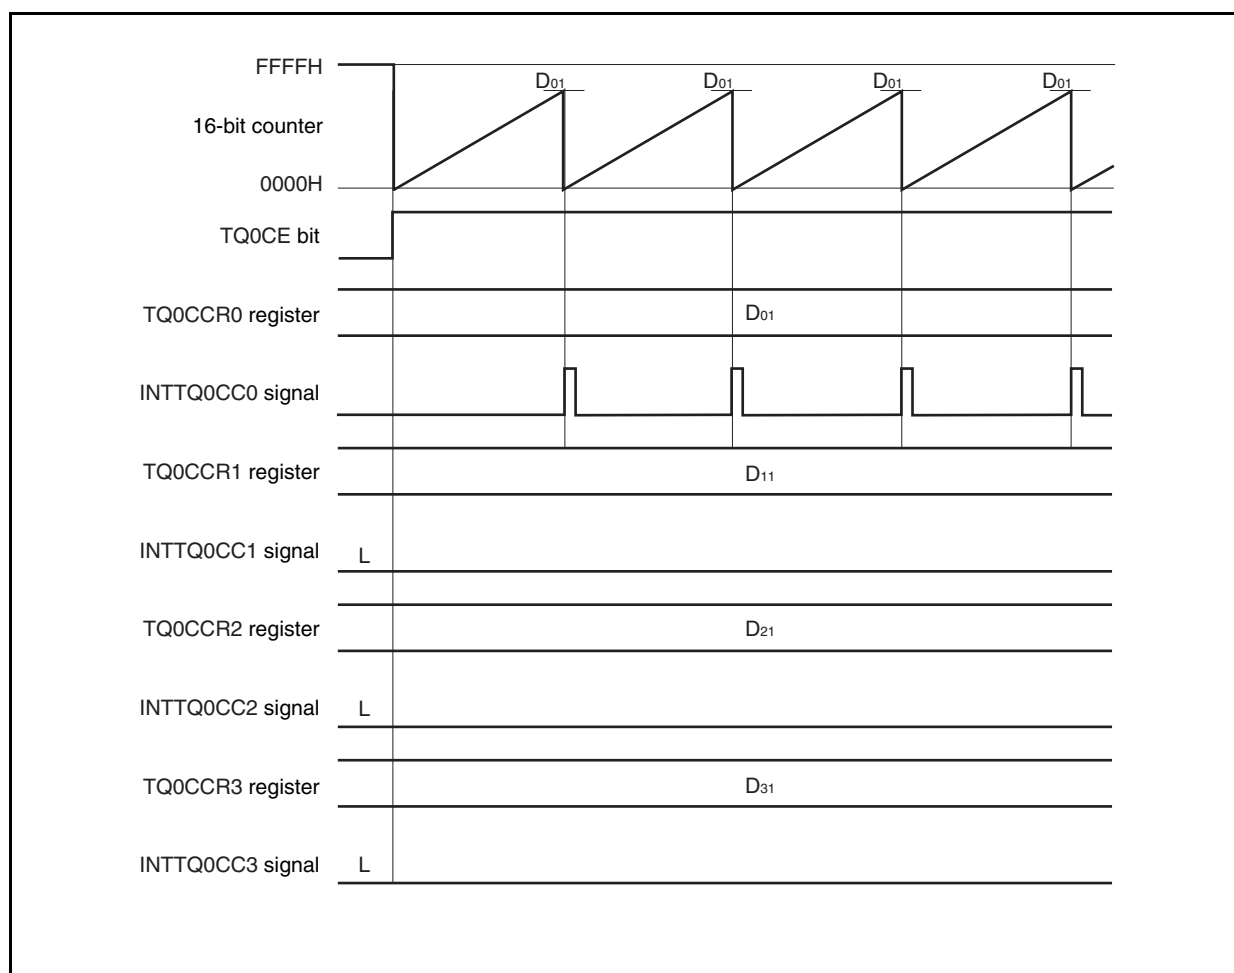 FFFFH
D01 D01 D01 D01
16-bit counter
0000H
TQ0CE bit
TQ0CCR0 register D01
INTTQ0CC0 signal
TQ0CCR1 register D11
INTTQ0CC1 signal L
TQ0CCR2 register D21
INTTQ0CC2 signal L
TQ0CCR3 register D31
INTTQ0CC3 signal L